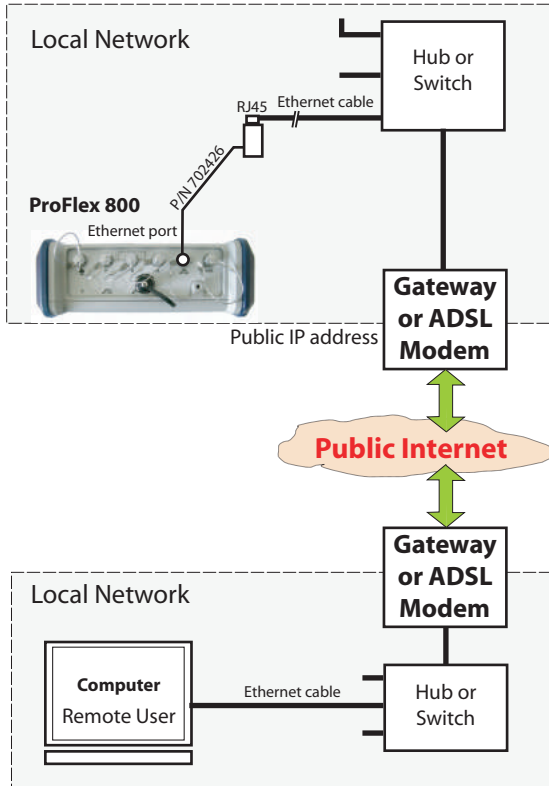 Local Network
Hub or
Switch
RJ45
Ethernet cable
P/N 702426
ProFlex 800
Ethernet port
Gateway
or ADSL
Modem
Public IP address
Public Internet
Gateway
or ADSL
Modem
Local Network
Computer
Remote User
Ethernet cable
Hub or
Switch